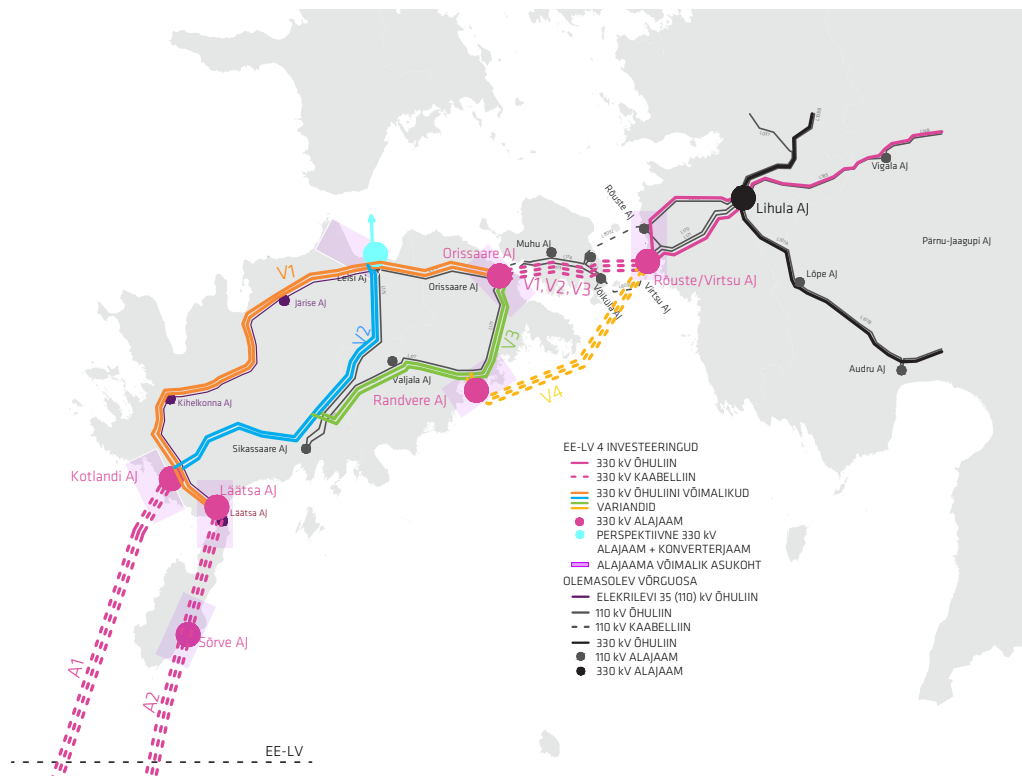 Vigala AJ
Rõuste AJ
Lihula AJ
Pärnu-Jaagupi AJ
Muhu AJ
Orissaare AJ
V1
Leisi AJ
Orissaare AJ
V1,V2,V3
Rõuste/Virtsu AJ
Lõpe AJ
Võikula AJ
Virtsu AJ
Järise AJ
V2
V3
Valjala AJ
Audru AJ
Randvere AJ
V4
Kihelkonna AJ
Sikassaare AJ
Kotlandi AJ
Läätsa AJ
Läätsa AJ
Sõrve AJ
A1
A2
EE-LV
EE-LV 4 INVESTEERINGUD
330 kV ÕHULIIN
330 kV KAABELLIIN
330 kV ÕHULIINI VÕIMALIKUD
VARIANDID
330 kV ALAJAAM
PERSPEKTIIVNE 330 kV
ALAJAAM + KONVERTERJAAM
ALAJAAMA VÕIMALIK ASUKOHT
OLEMASOLEV VÕRGUOSA
ELEKRILEVI 35 (110) kV ÕHULIIN
110 kV ÕHULIIN
110 kV KAABELLIIN
330 kV ÕHULIIN
110 kV ALAJAAM
330 kV ALAJAAM